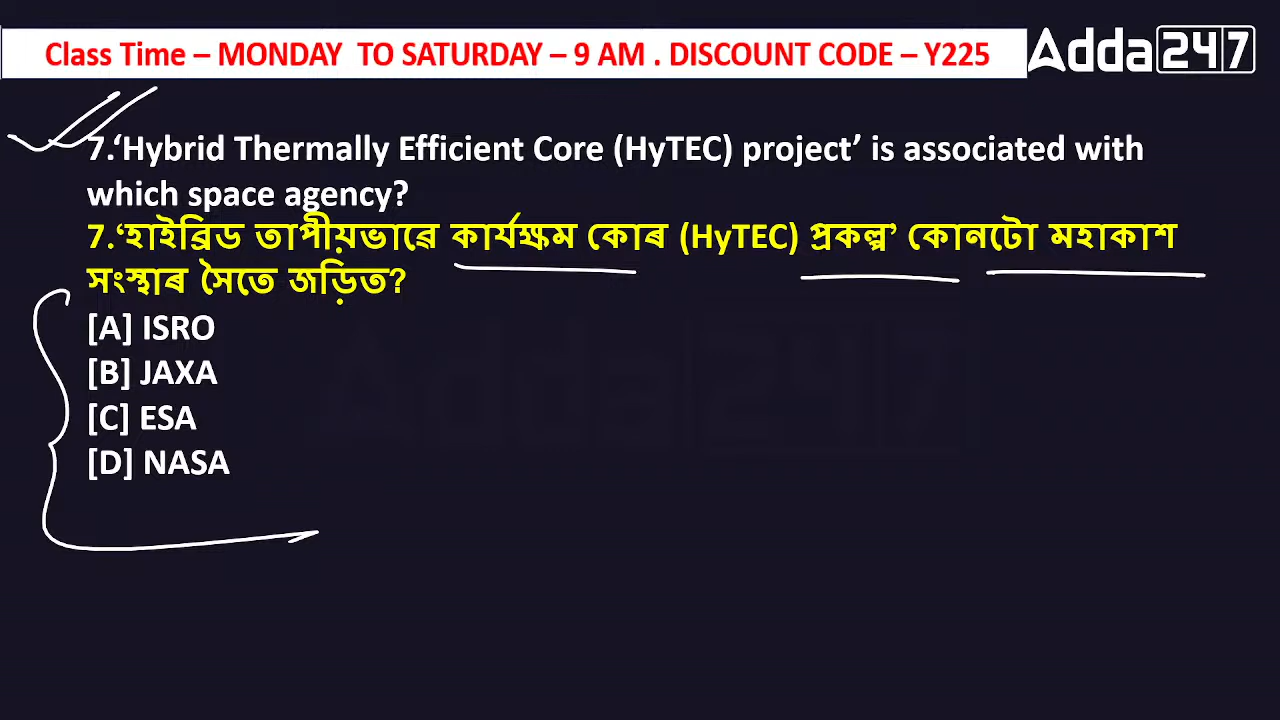 Class Time – MONDAY TO SATURDAY – 9 AM . DISCOUNT CODE – Y225
Adda247
7.‘Hybrid Thermally Efficient Core (HyTEC) project’ is associated with
which space agency?
7.‘হাইব্ৰিড তাপীয়ভাৱে কাৰ্যক্ষম কোৰ (HyTEC) প্ৰকল্প’ কোনটো মহাকাশ
সংস্থাৰ সৈতে জড়িত?
[A] ISRO
[B] JAXA
[C] ESA
[D] NASA
Adda247